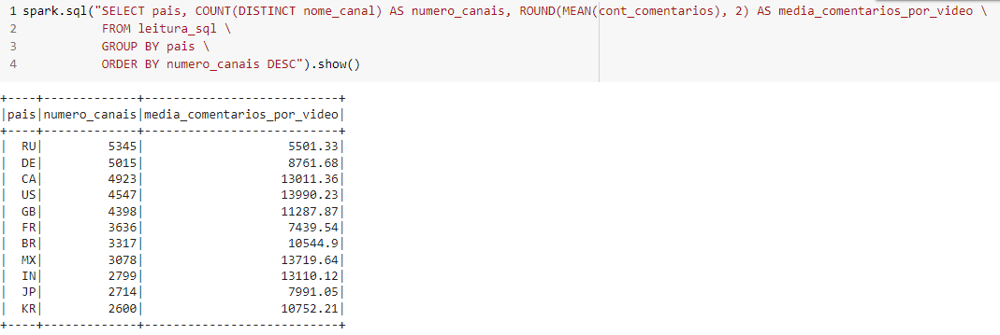 1 spark.sql("SELECT pais, COUNT(DISTINCT nome_canal) AS numero_canais, ROUND(MEAN(cont_comentarios), 2) AS media_comentarios_por_video \
2 FROM leitura_sql \
3 GROUP BY pais \
4 ORDER BY numero_canais DESC").show()
+----+-------------+---------------------------+
|pais|numero_canais|media_comentarios_por_video|
+----+-------------+---------------------------+
|  RU|         5345|                    5501.33|
|  DE|         5015|                    8761.68|
|  CA|         4923|                   13011.36|
|  US|         4547|                   13990.23|
|  GB|         4398|                   11287.87|
|  FR|         3636|                    7439.54|
|  BR|         3317|                    10544.9|
|  MX|         3078|                   13719.64|
|  IN|         2799|                   13110.12|
|  JP|         2714|                    7991.05|
|  KR|         2600|                   10752.21|
+----+-------------+---------------------------+